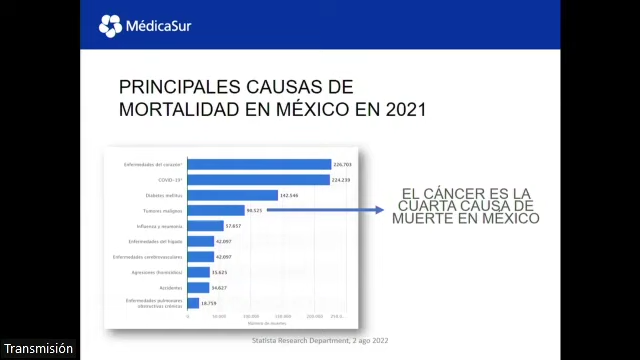 MédicaSur
PRINCIPALES CAUSAS DE
MORTALIDAD EN MÉXICO EN 2021
Enfermedades del corazón*
226.703
COVID-19*
224.239
Diabetes mellitus
142.546
Tumores malignos
90.525
Influenza y neumonía
57.657
Enfermedades del hígado
42.097
Enfermedades cerebrovasculares
42.097
Agresiones (homicidio)
35.625
Accidentes
34.627
Enfermedades pulmonares
obstructivas crónicas
18.759
0 50.000 100.000 150.000 200.000
Número de muertes
EL CÁNCER ES LA
CUARTA CAUSA DE
MUERTE EN MÉXICO
Statista Research Department, 2 ago 2022
Transmisión